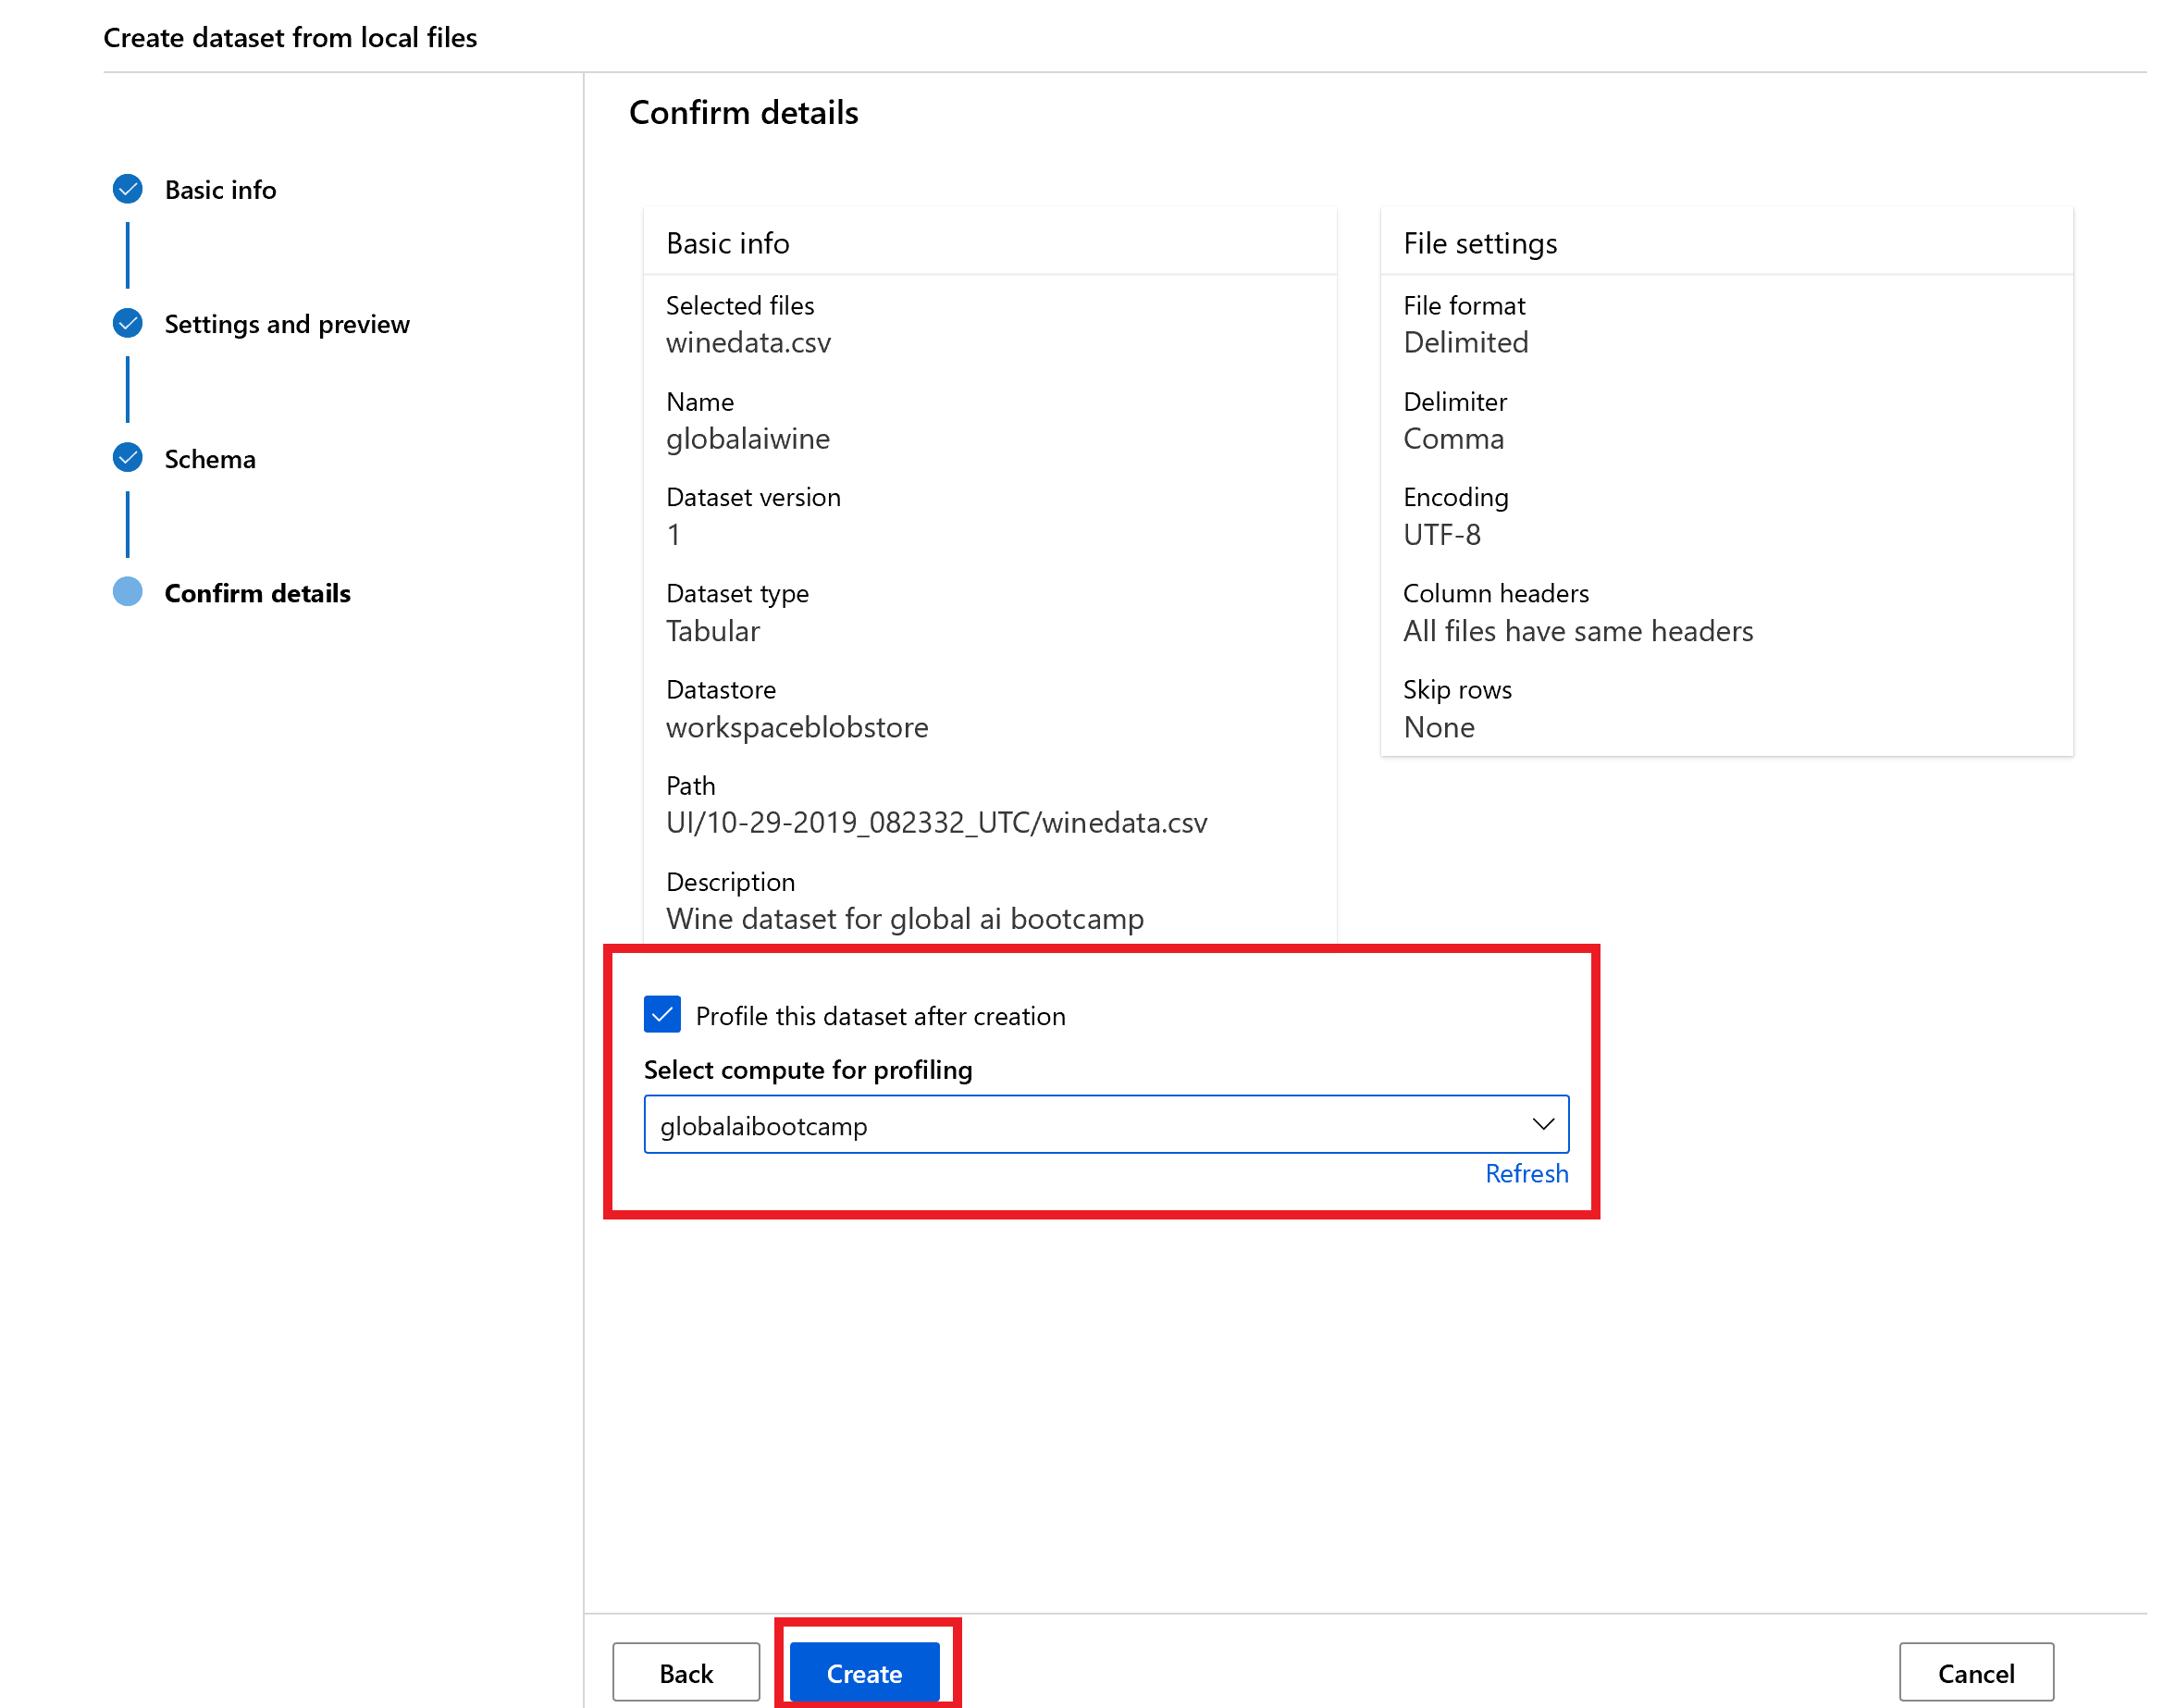 Create dataset from local files
Basic info
Settings and preview
Schema
Confirm details
Confirm details
Basic info
Selected files
winedata.csv
Name
globalaiwine
Dataset version
1
Dataset type
Tabular
Datastore
workspaceblobstore
Path
UI/10-29-2019_082332_UTC/winedata.csv
Description
Wine dataset for global ai bootcamp
File settings
File format
Delimited
Delimiter
Comma
Encoding
UTF-8
Column headers
All files have same headers
Skip rows
None
Profile this dataset after creation
Select compute for profiling
globalaibootcamp
Refresh
Back
Create
Cancel